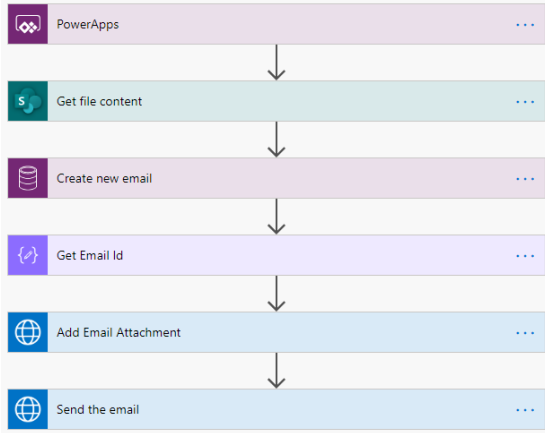 PowerApps
Get file content
Create new email
Get Email Id
Add Email Attachment
Send the email